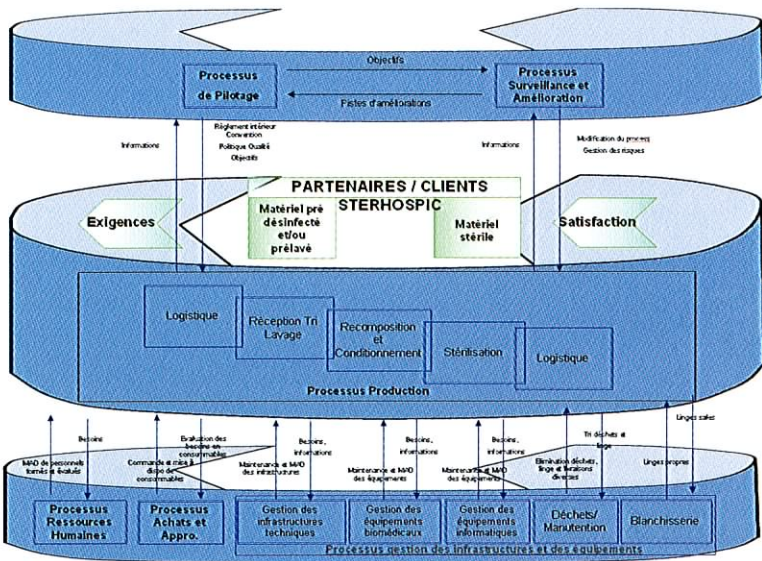 Objectifs
Processus
de Pilotage
Processus
Surveillance et
Amélioration
Pistes d'améliorations
Informations
Règlement intérieur
Convention
Politique Qualité
Objectifs
Informations
Modification du process
Gestion des risques
PARTENAIRES / CLIENTS
STERHOSPIC
Exigences
Matériel pré
désinfecté
et/ou
prélavé
Matériel
stérile
Satisfaction
Logistique
Réception Tri
Lavage
Recomposition
et
Conditionnement
Stérilisation
Logistique
Processus Production
MAD de personnels
formés et évalués
Besoins
Commande et mise à
dispo de
consommables
Evaluation des
besoins en
consommables
Maintenance et MAD
des infrastructures
Besoins,
informations
Maintenance et MAD
des équipements
Besoins,
informations
Maintenance et MAD
des équipements
Besoins,
informations
Elimination déchets,
linge et livraisons
diverses
Tri déchets et
linge
Linges propres
Linges sales
Processus
Ressources
Humaines
Processus
Achats et
Appro.
Gestion des
infrastructures
techniques
Gestion des
équipements
biomédicaux
Gestion des
équipements
informatiques
Déchets/
Manutention
Blanchisserie
Processus gestion des infrastructures et des équipements